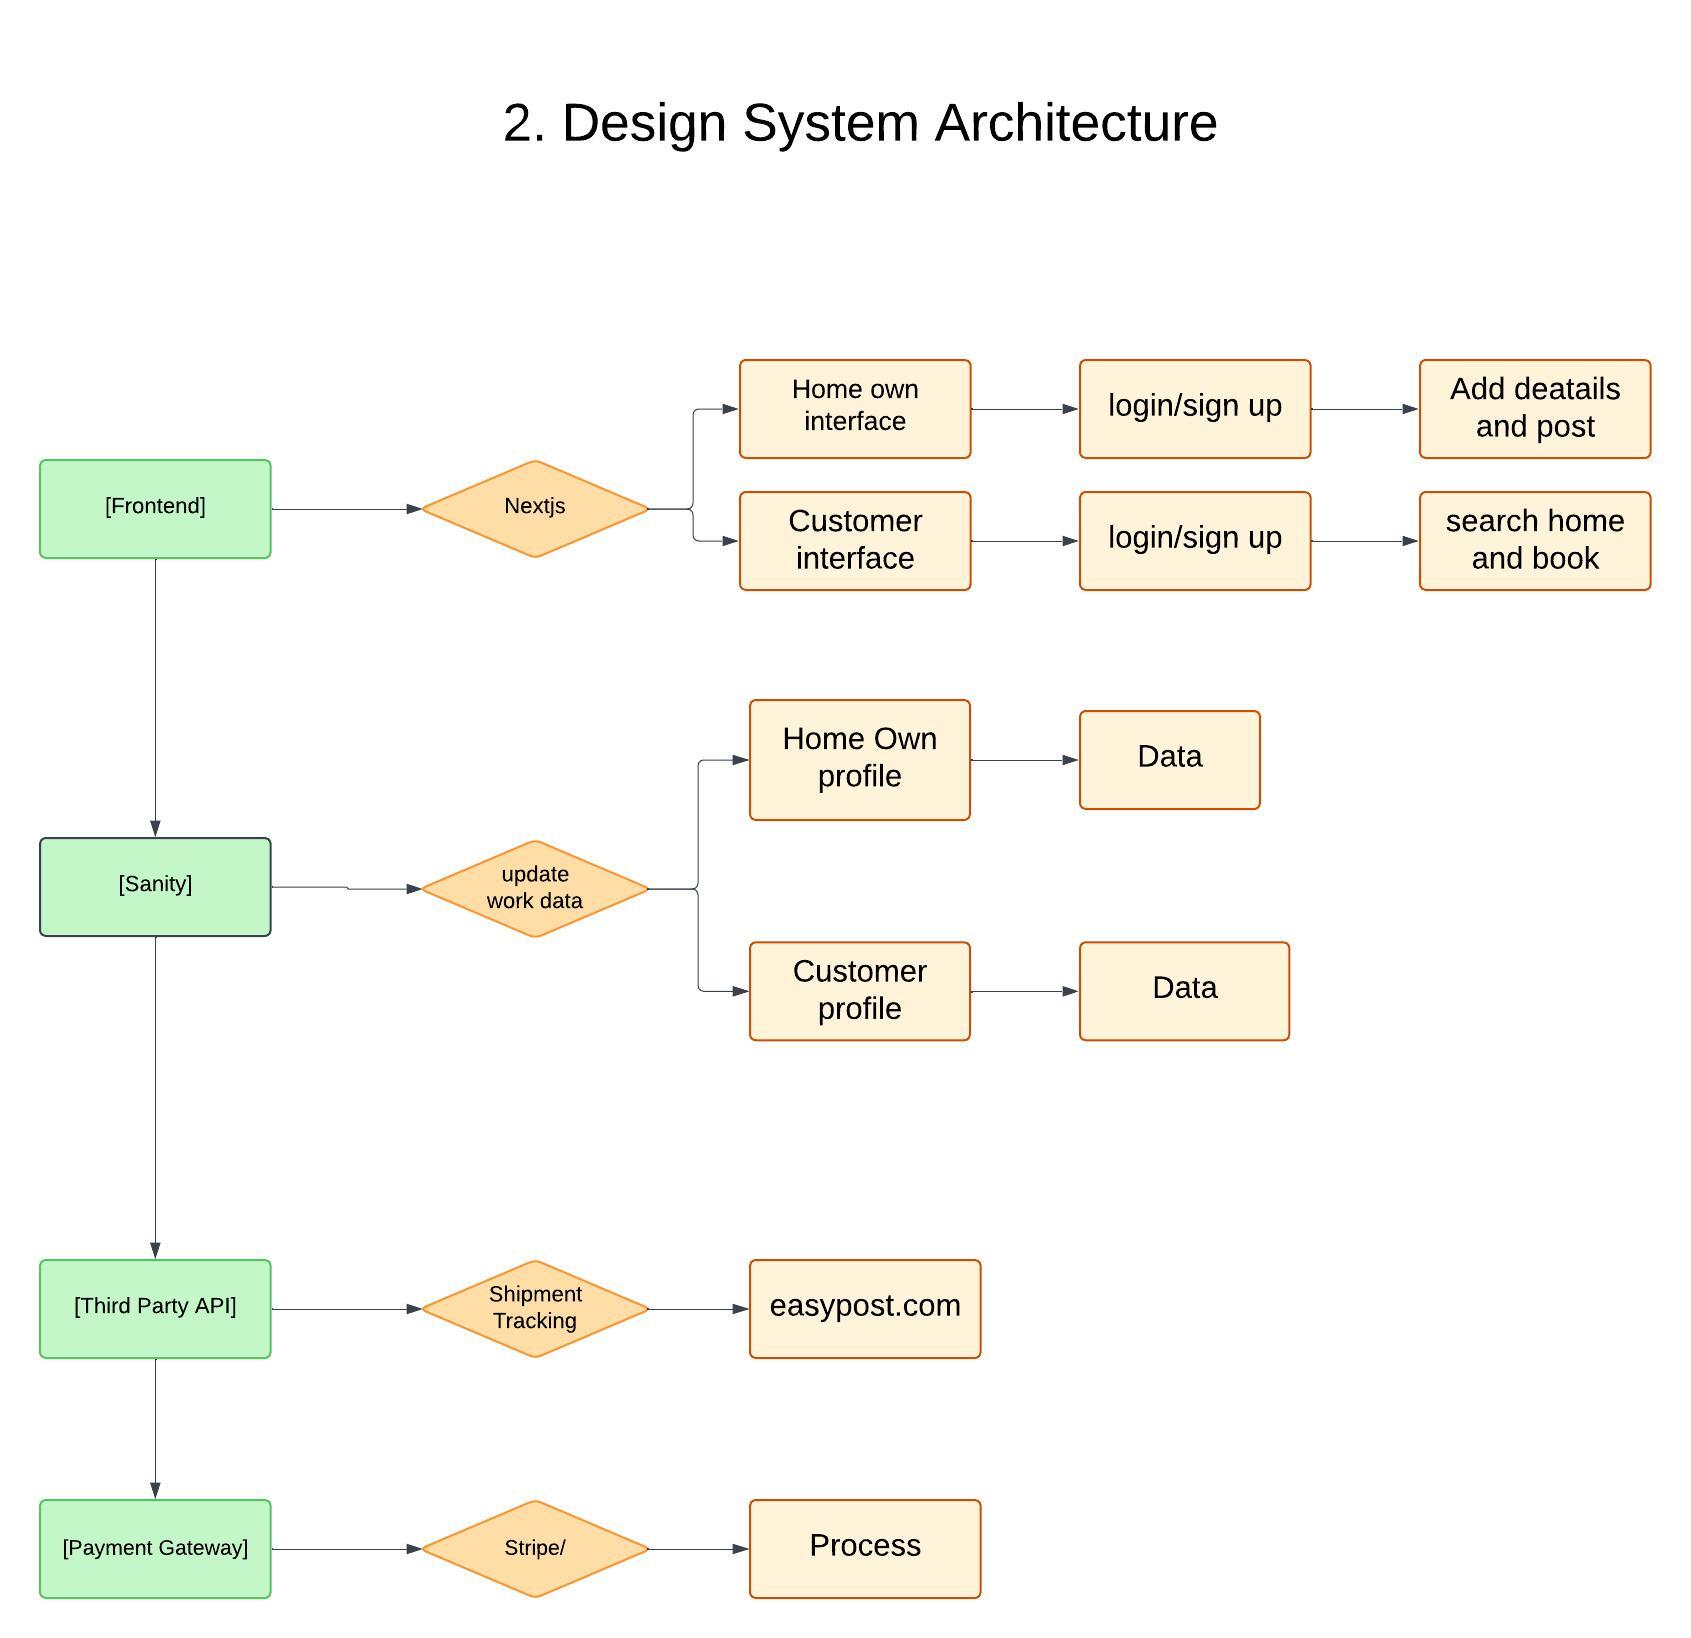 2. Design System Architecture
Home own
interface
login/sign up
Add deatails
and post
[Frontend]
Nextjs
Customer
interface
login/sign up
search home
and book
Home Own
profile
Data
[Sanity]
update
work data
Customer
profile
Data
[Third Party API]
Shipment
Tracking
easypost.com
[Payment Gateway]
Stripe/
Process